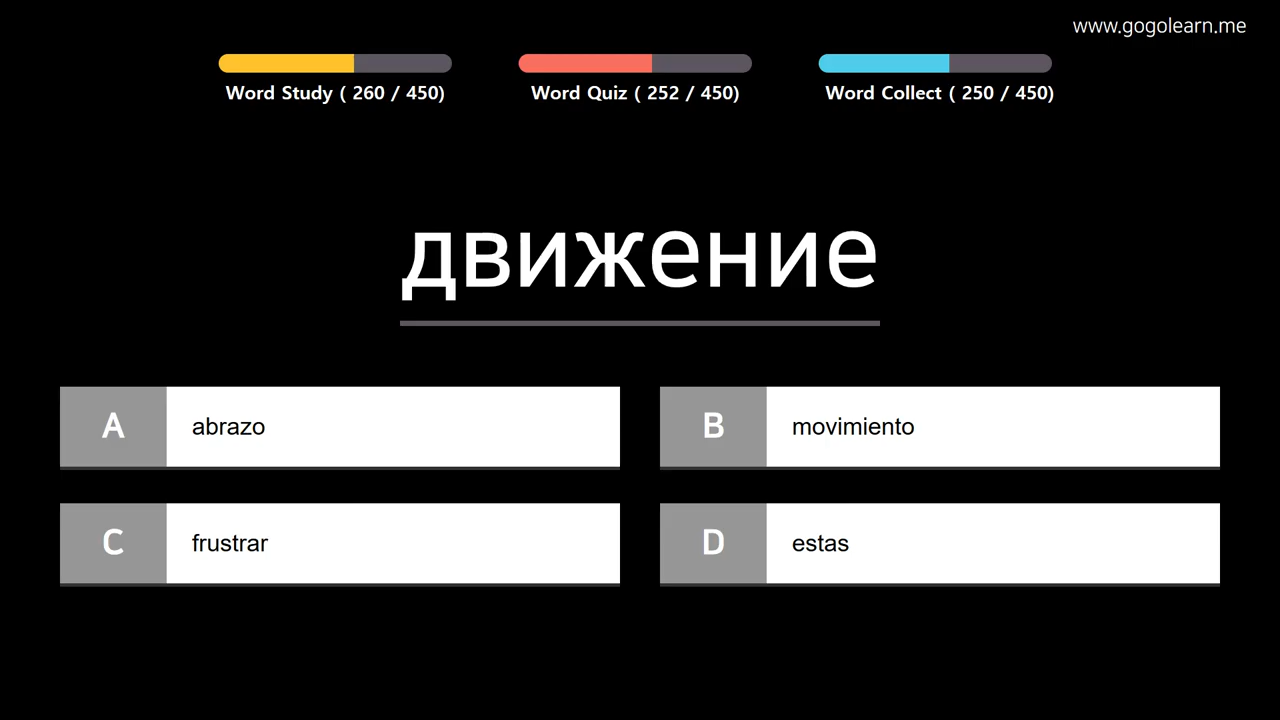 www.gogolearn.me
Word Study ( 260 / 450)
Word Quiz ( 252 / 450)
Word Collect ( 250 / 450)
движение
A abrazo
B movimiento
C frustrar
D estas